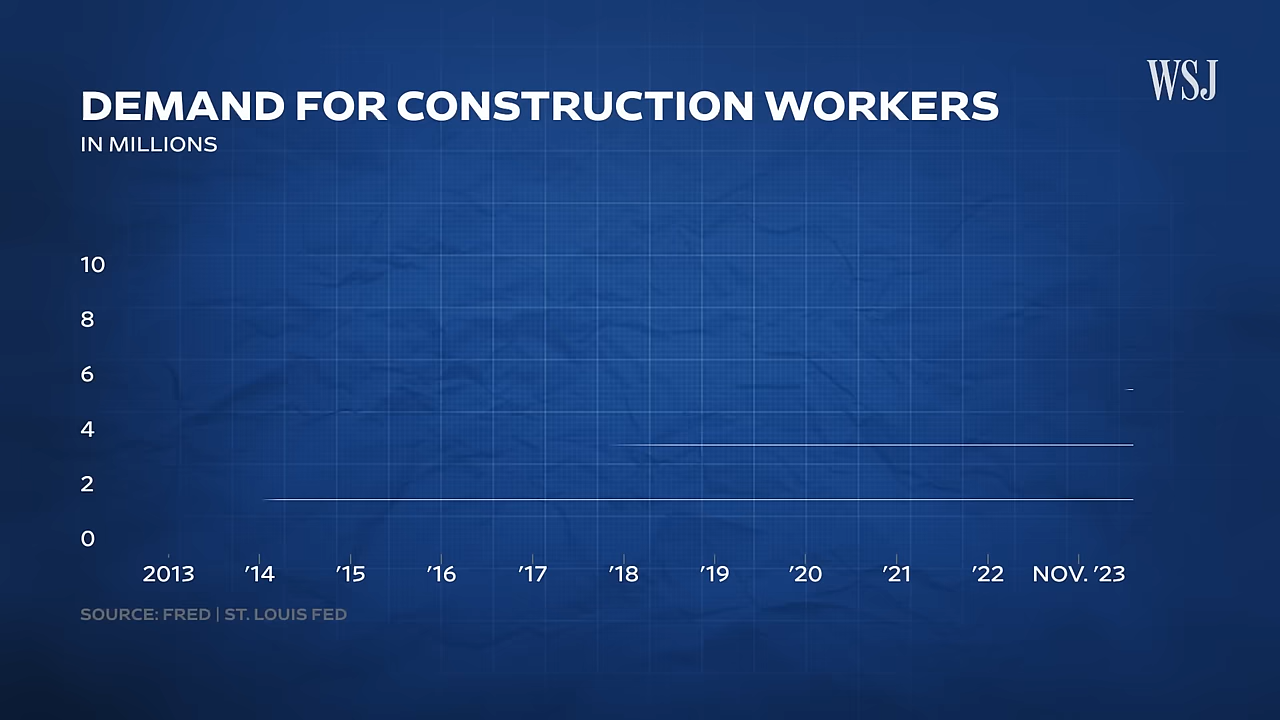 WSJ
DEMAND FOR CONSTRUCTION WORKERS
IN MILLIONS
10
8
6
4
2
0
2013 ’14 ’15 ’16 ’17 ’18 ’19 ’20 ’21 ’22 NOV. ’23
SOURCE: FRED | ST. LOUIS FED